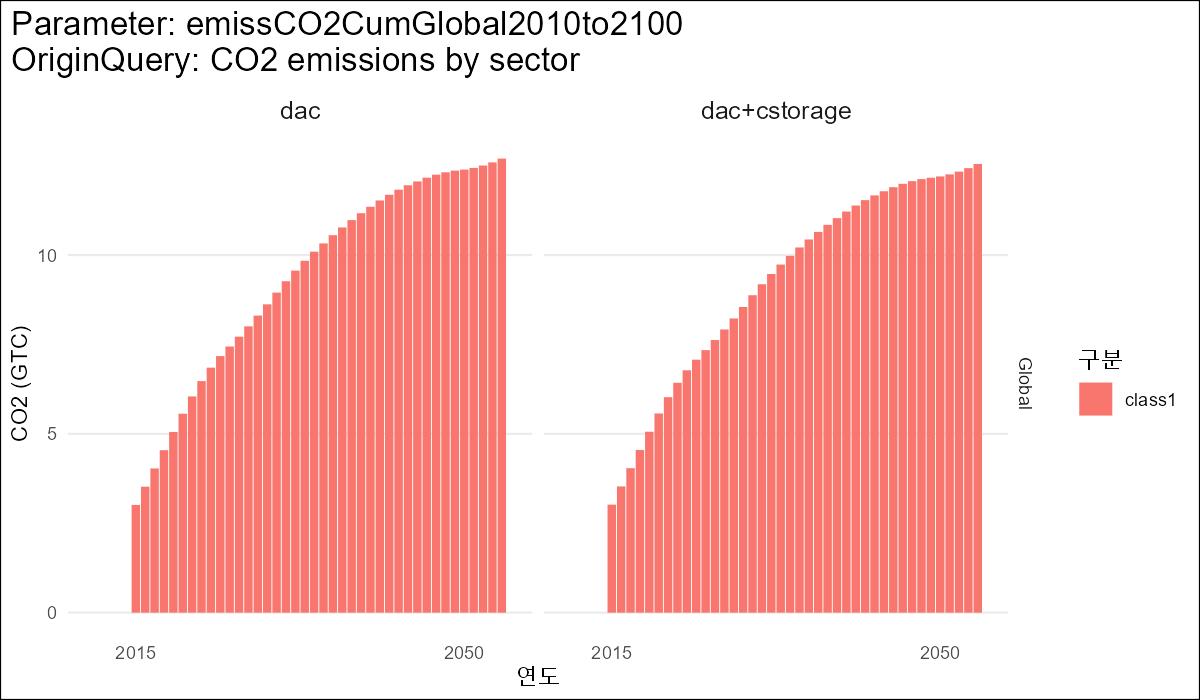 Parameter: emissCO2CumGlobal2010to2100
OriginQuery: CO2 emissions by sector
dac
dac+cstorage
CO2 (GTC)
10
5
0
Global
구분
class1
2015
2050
2015
2050
연도